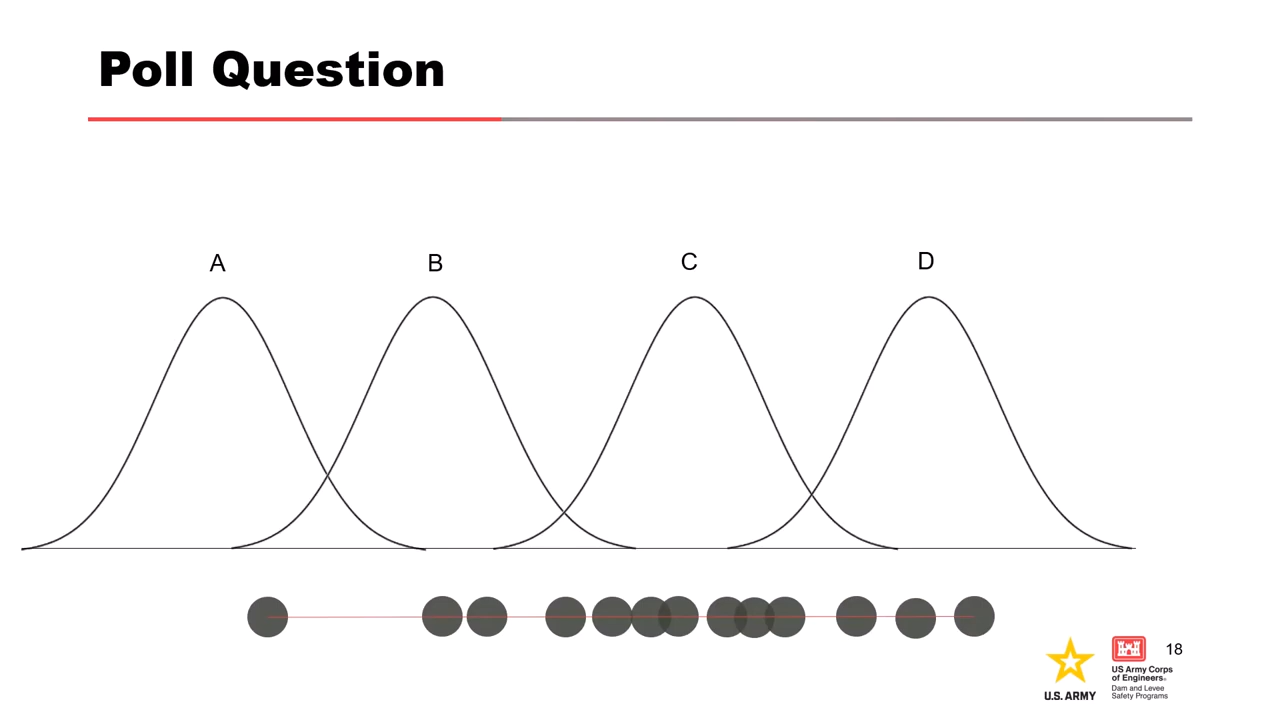 Poll Question
A
B
C
D
18
U.S. ARMY
US Army Corps
of Engineers®
Dam and Levee
Safety Programs